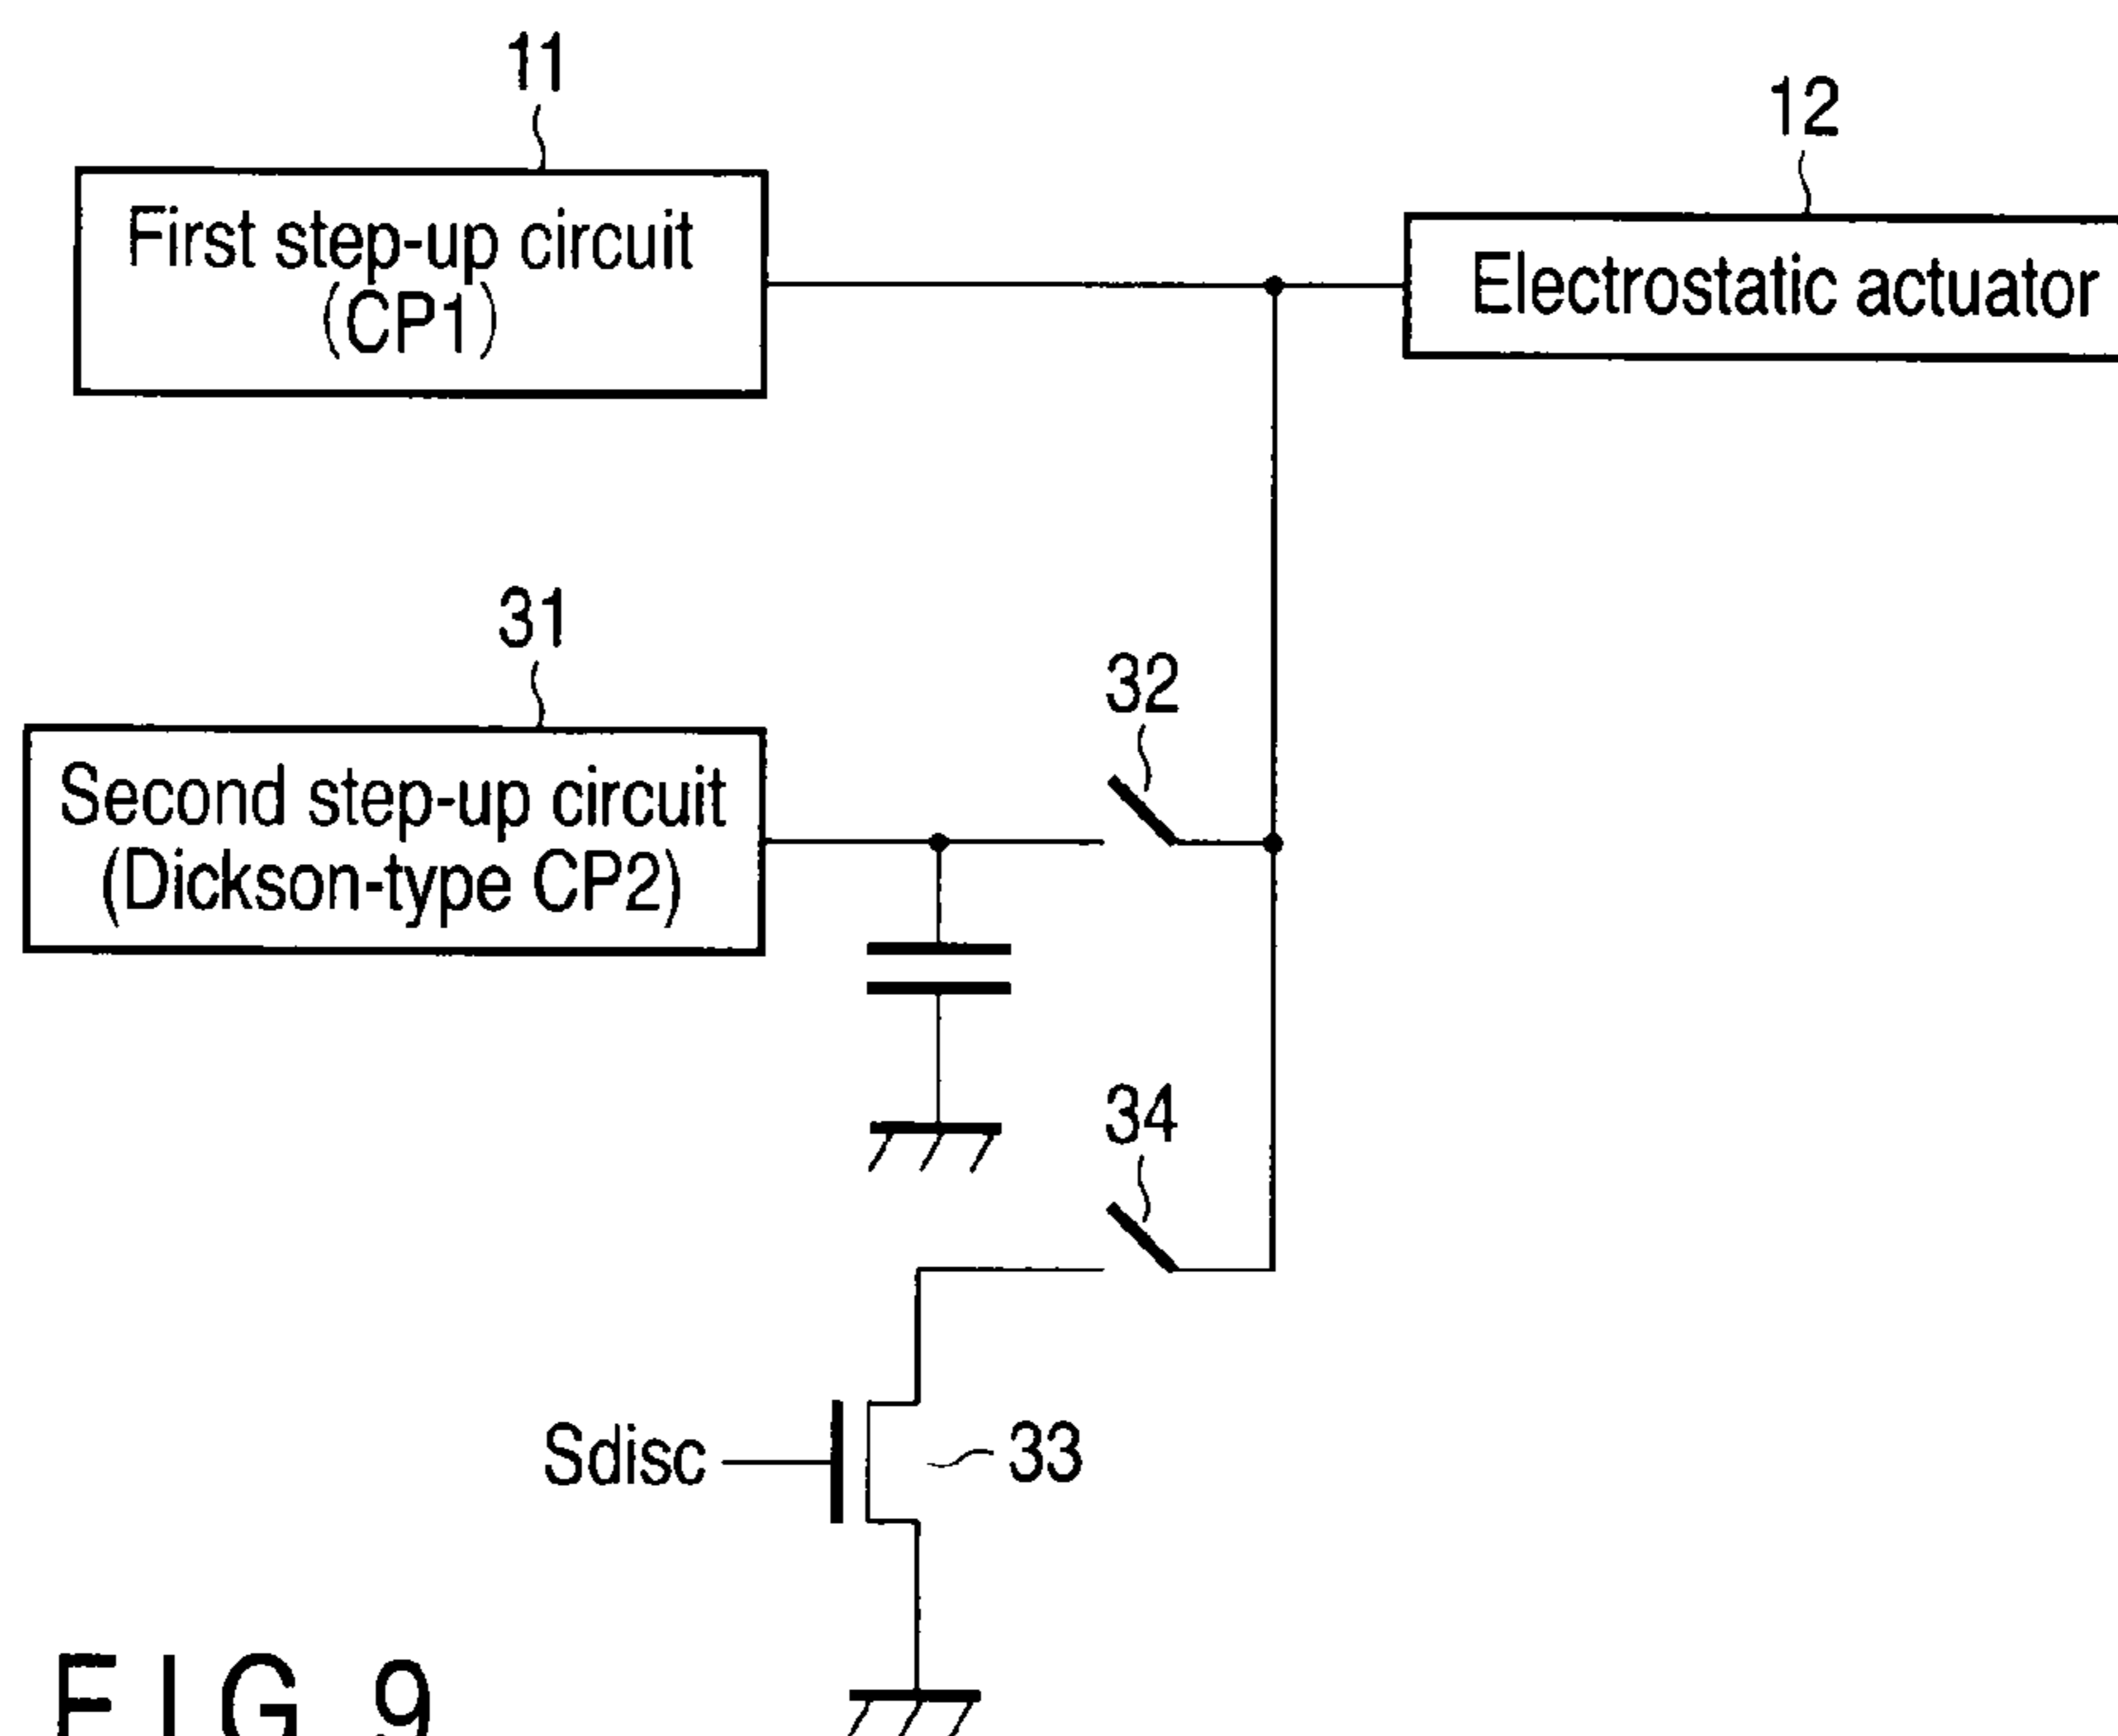 11
12
First step-up circuit
(CP1)
Electrostatic actuator
31
32
Second step-up circuit
(Dickson-type CP2)
34
Sdisc
33
FIG. 9